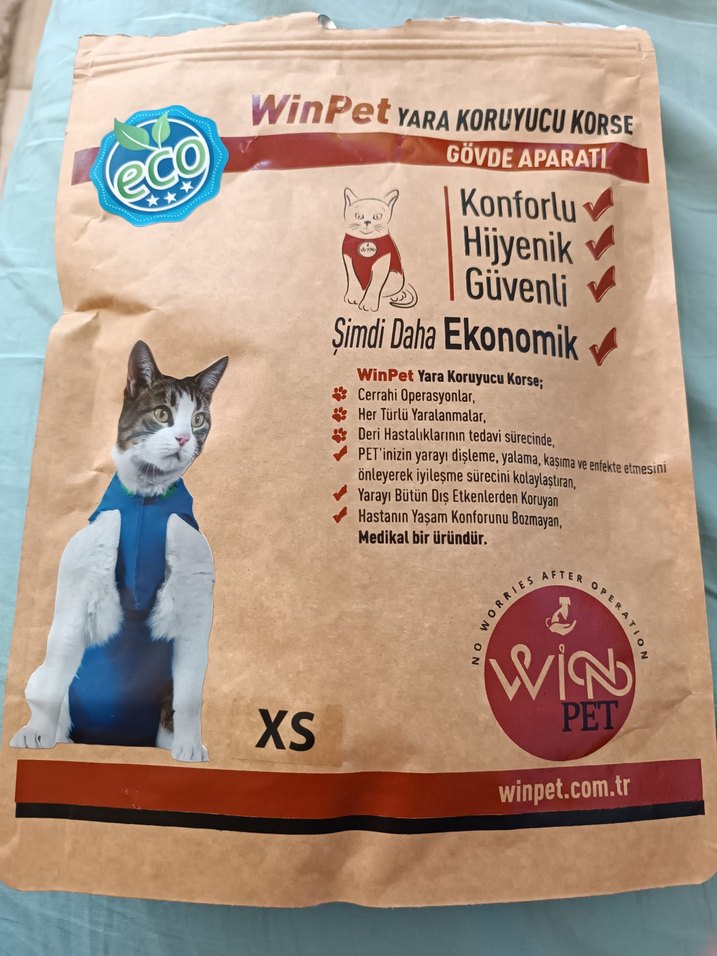 eco
WinPet YARA KORUYUCU KORSE
GÖVDE APARATI
Konforlu
Hijyenik
Güvenli
Şimdi Daha Ekonomik
WinPet Yara Koruyucu Korse;
Cerrahi Operasyonlar,
Her Türlü Yaralanmalar,
Deri Hastalıklarının tedavi sürecinde,
PET'inizin yarayı dişleme, yalama, kaşıma ve enfekte etmesini
önleyerek iyileşme sürecini kolaylaştıran,
Yarayı Bütün Dış Etkenlerden Koruyan
Hastanın Yaşam Konforunu Bozmayan,
Medikal bir üründür.
NO WORRIES AFTER OPERATION
WIN
PET
XS
winpet.com.tr